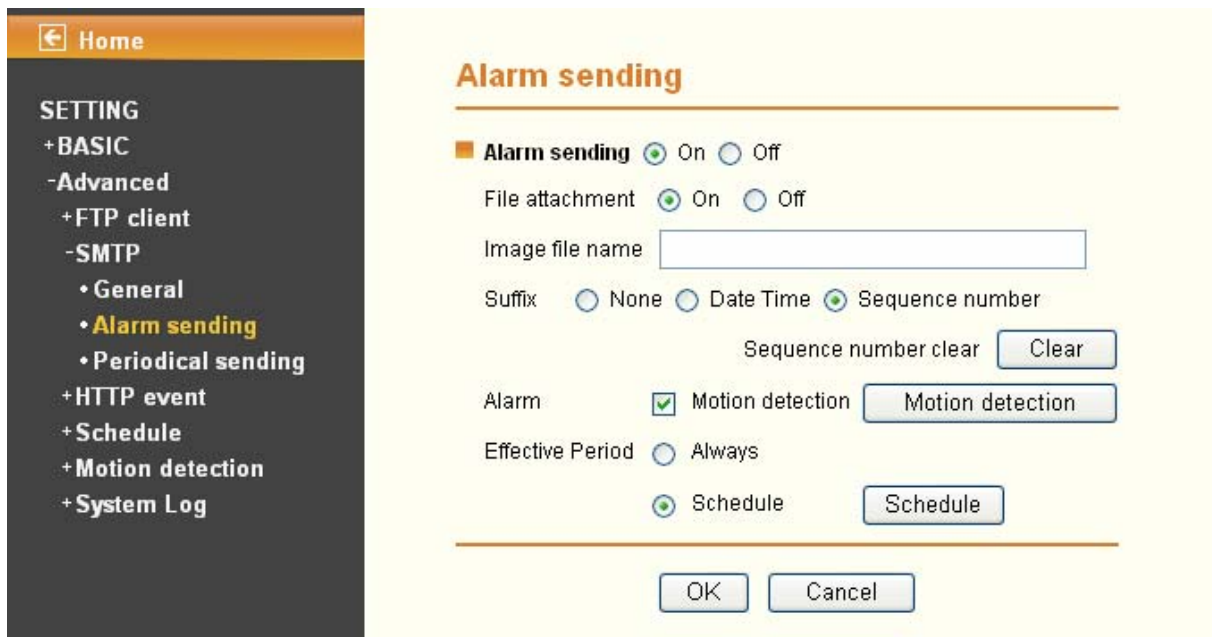 Home
SETTING
+BASIC
-Advanced
+FTP client
-SMTP
•General
•Alarm sending
•Periodical sending
+HTTP event
+Schedule
+Motion detection
+System Log
Alarm sending
Alarm sending On Off
File attachment On Off
Image file name
Suffix None Date Time Sequence number
Sequence number clear Clear
Alarm Motion detection Motion detection
Effective Period Always
Schedule Schedule
OK Cancel